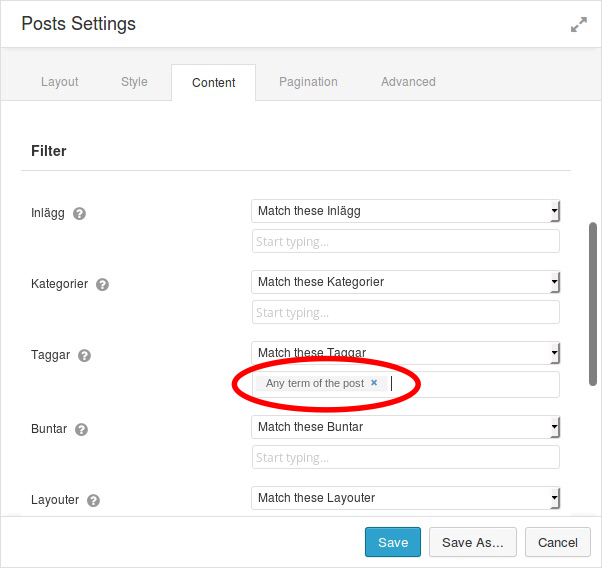 Posts Settings
Layout Style Content Pagination Advanced
Filter
Inlägg ? Match these Inlägg
Start typing...
Kategorier ? Match these Kategorier
Start typing...
Taggar ? Match these Taggar
Any term of the post ×
Buntar ? Match these Buntar
Start typing...
Layouter ? Match these Layouter
Save Save As... Cancel